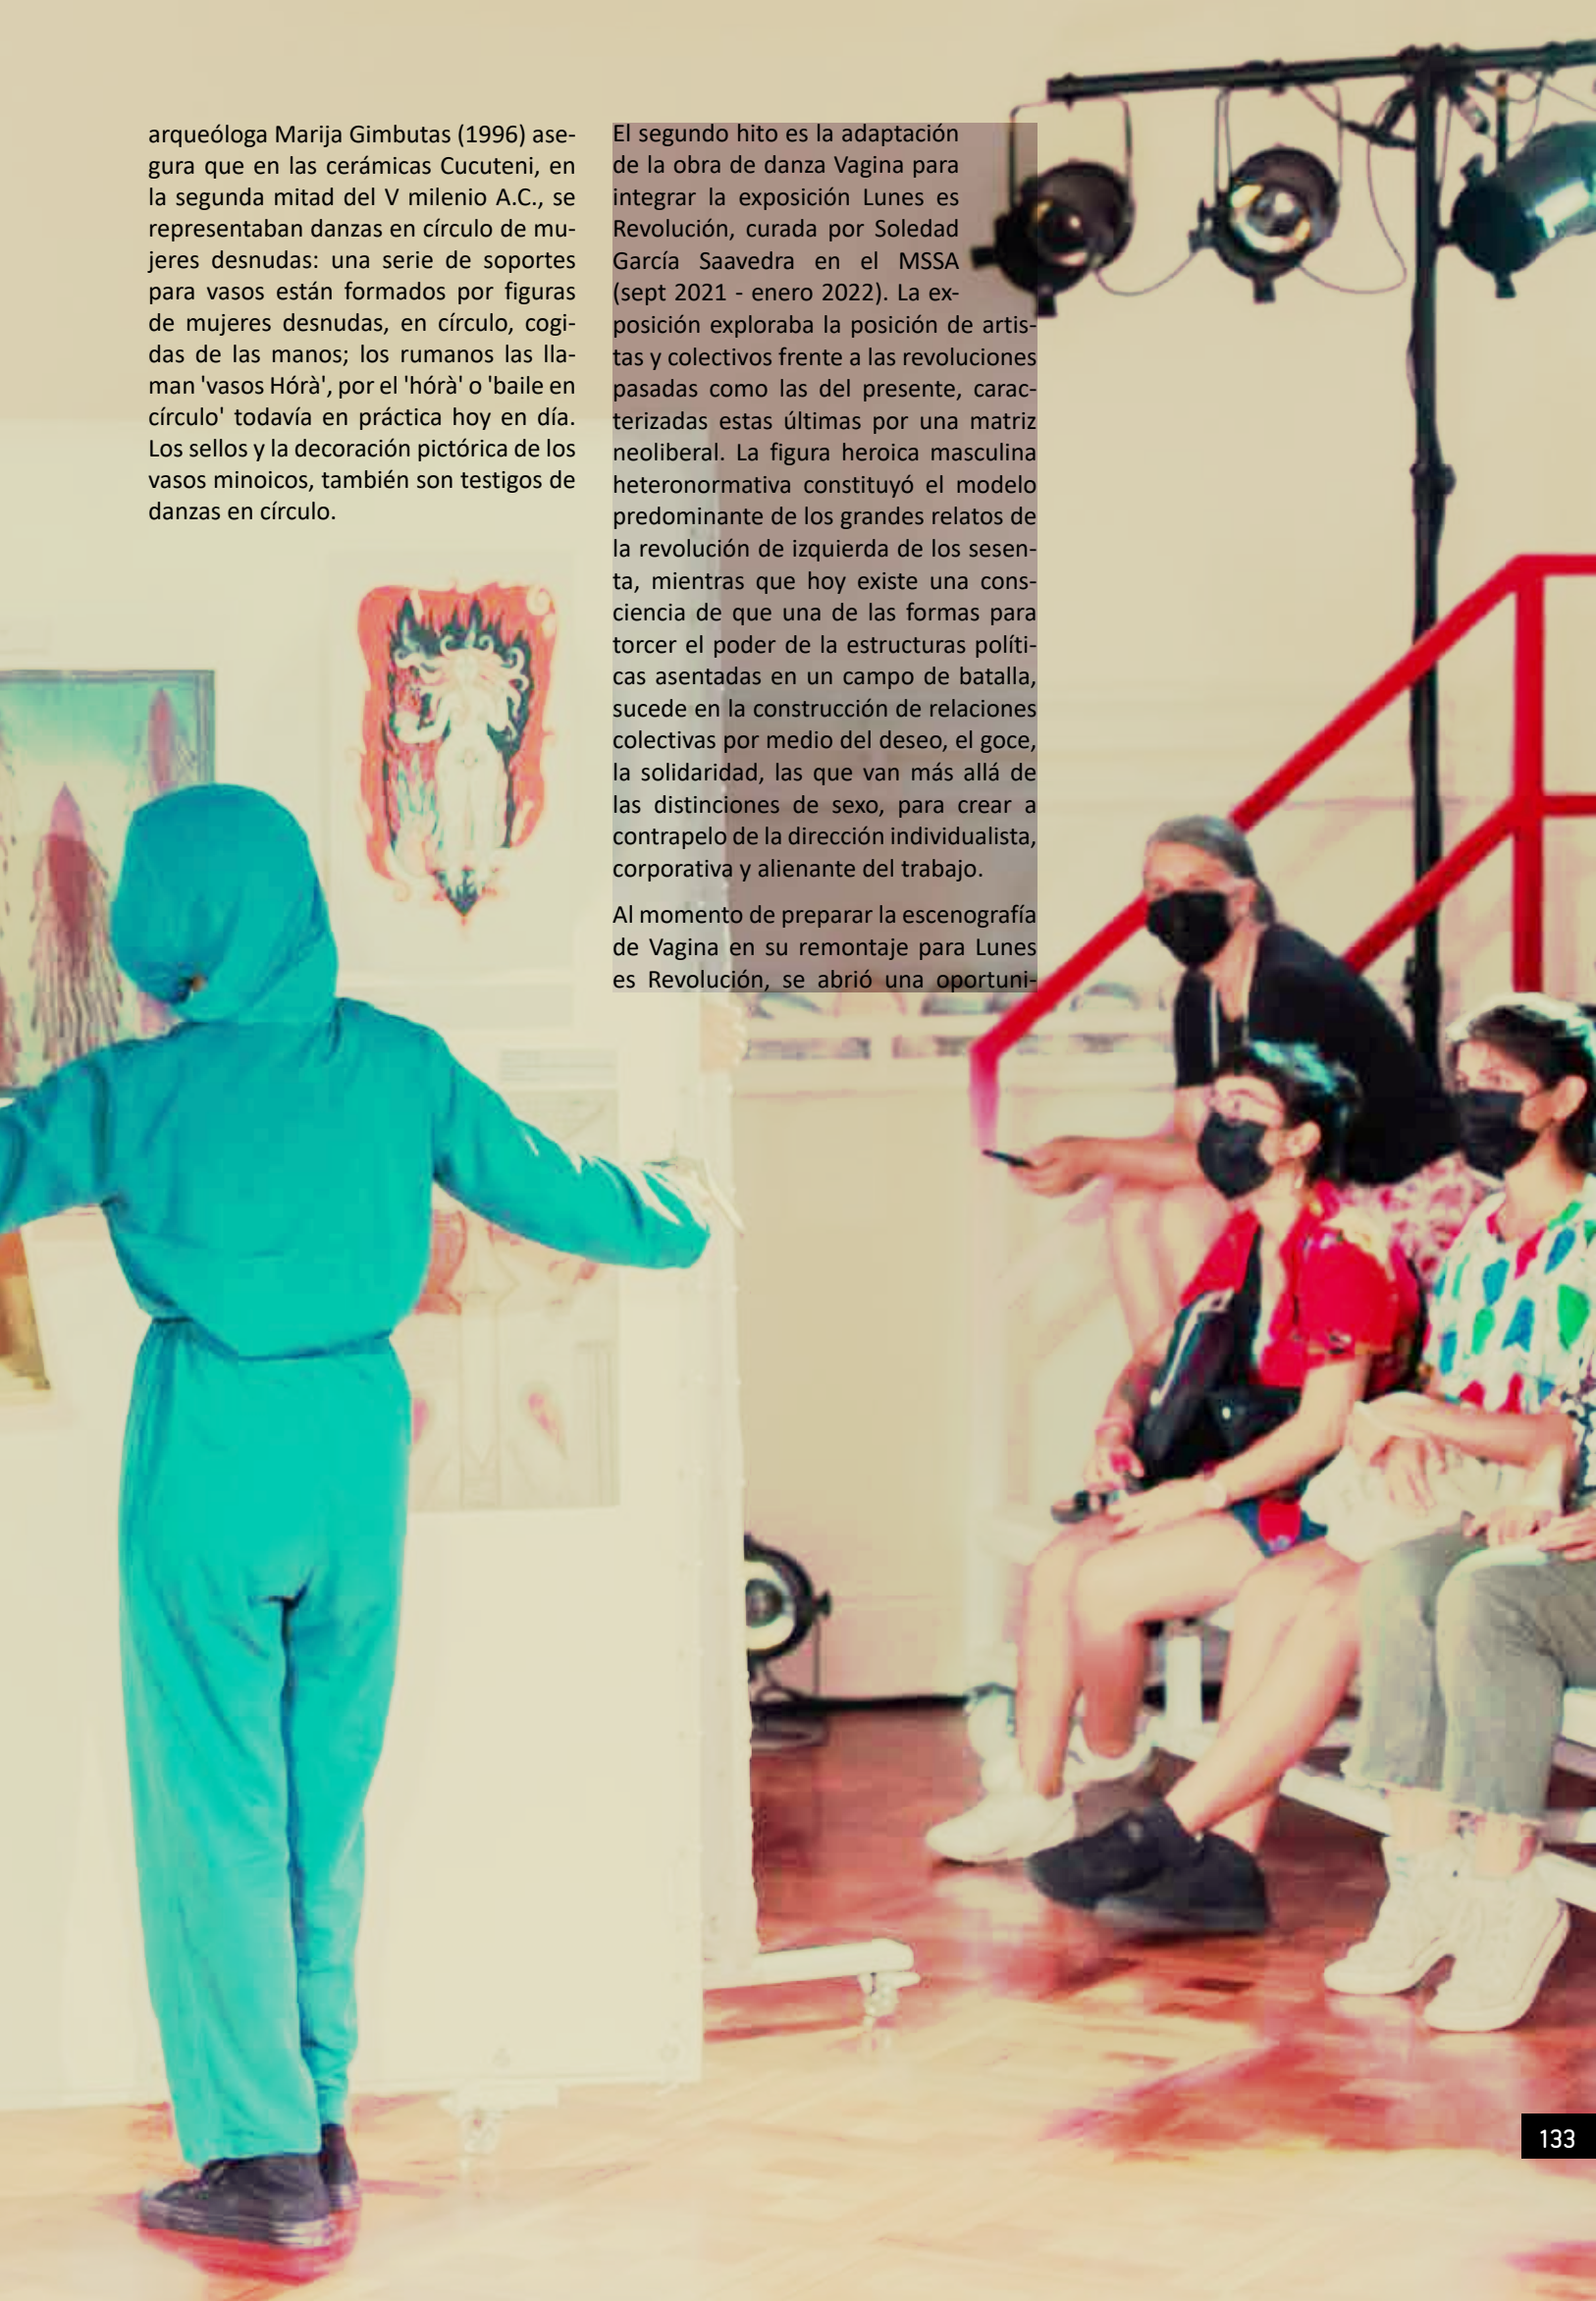 arqueóloga Marija Gimbutas (1996) ase-
gura que en las cerámicas Cucuteni, en
la segunda mitad del V milenio A.C., se
representaban danzas en círculo de mu-
jeres desnudas: una serie de soportes
para vasos están formados por figuras
de mujeres desnudas, en círculo, cogi-
das de las manos; los rumanos las lla-
man 'vasos Hórà', por el 'hórà' o 'baile en
círculo' todavía en práctica hoy en día.
Los sellos y la decoración pictórica de los
vasos minoicos, también son testigos de
danzas en círculo.
El segundo hito es la adaptación
de la obra de danza Vagina para
integrar la exposición Lunes es
Revolución, curada por Soledad
García Saavedra en el MSSA
(sept 2021 - enero 2022). La ex-
posición exploraba la posición de artis-
tas y colectivos frente a las revoluciones
pasadas como las del presente, carac-
terizadas estas últimas por una matriz
neoliberal. La figura heroica masculina
heteronormativa constituyó el modelo
predominante de los grandes relatos de
la revolución de izquierda de los sesen-
ta, mientras que hoy existe una cons-
ciencia de que una de las formas para
torcer el poder de la estructuras políti-
cas asentadas en un campo de batalla,
sucede en la construcción de relaciones
colectivas por medio del deseo, el goce,
la solidaridad, las que van más allá de
las distinciones de sexo, para crear a
contrapelo de la dirección individualista,
corporativa y alienante del trabajo.
Al momento de preparar la escenografía
de Vagina en su remontaje para Lunes
es Revolución, se abrió una oportuni-
133